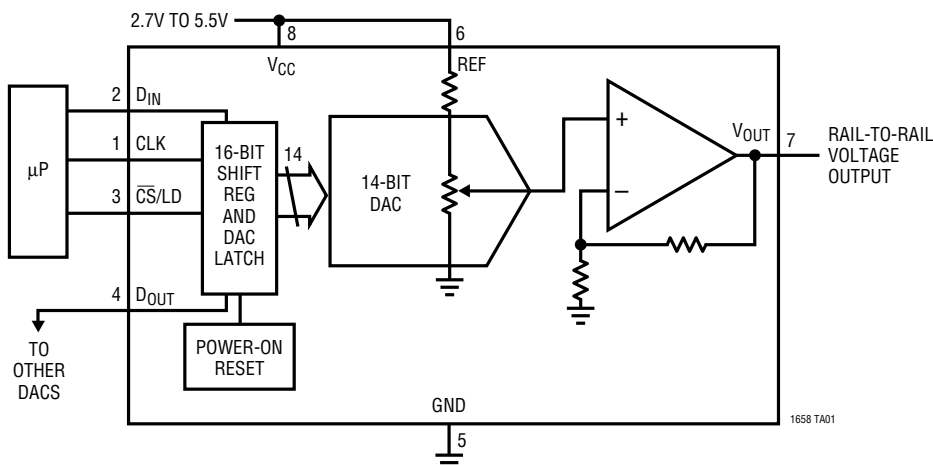 2.7V TO 5.5V
8
6
VCC
REF
2
DIN
1
CLK
3
CS/LD
μP
16-BIT
SHIFT
REG
AND
DAC
LATCH
14
14-BIT
DAC
+
–
VOUT
7
RAIL-TO-RAIL
VOLTAGE
OUTPUT
4
DOUT
TO
OTHER
DACS
POWER-ON
RESET
GND
5
1658 TA01